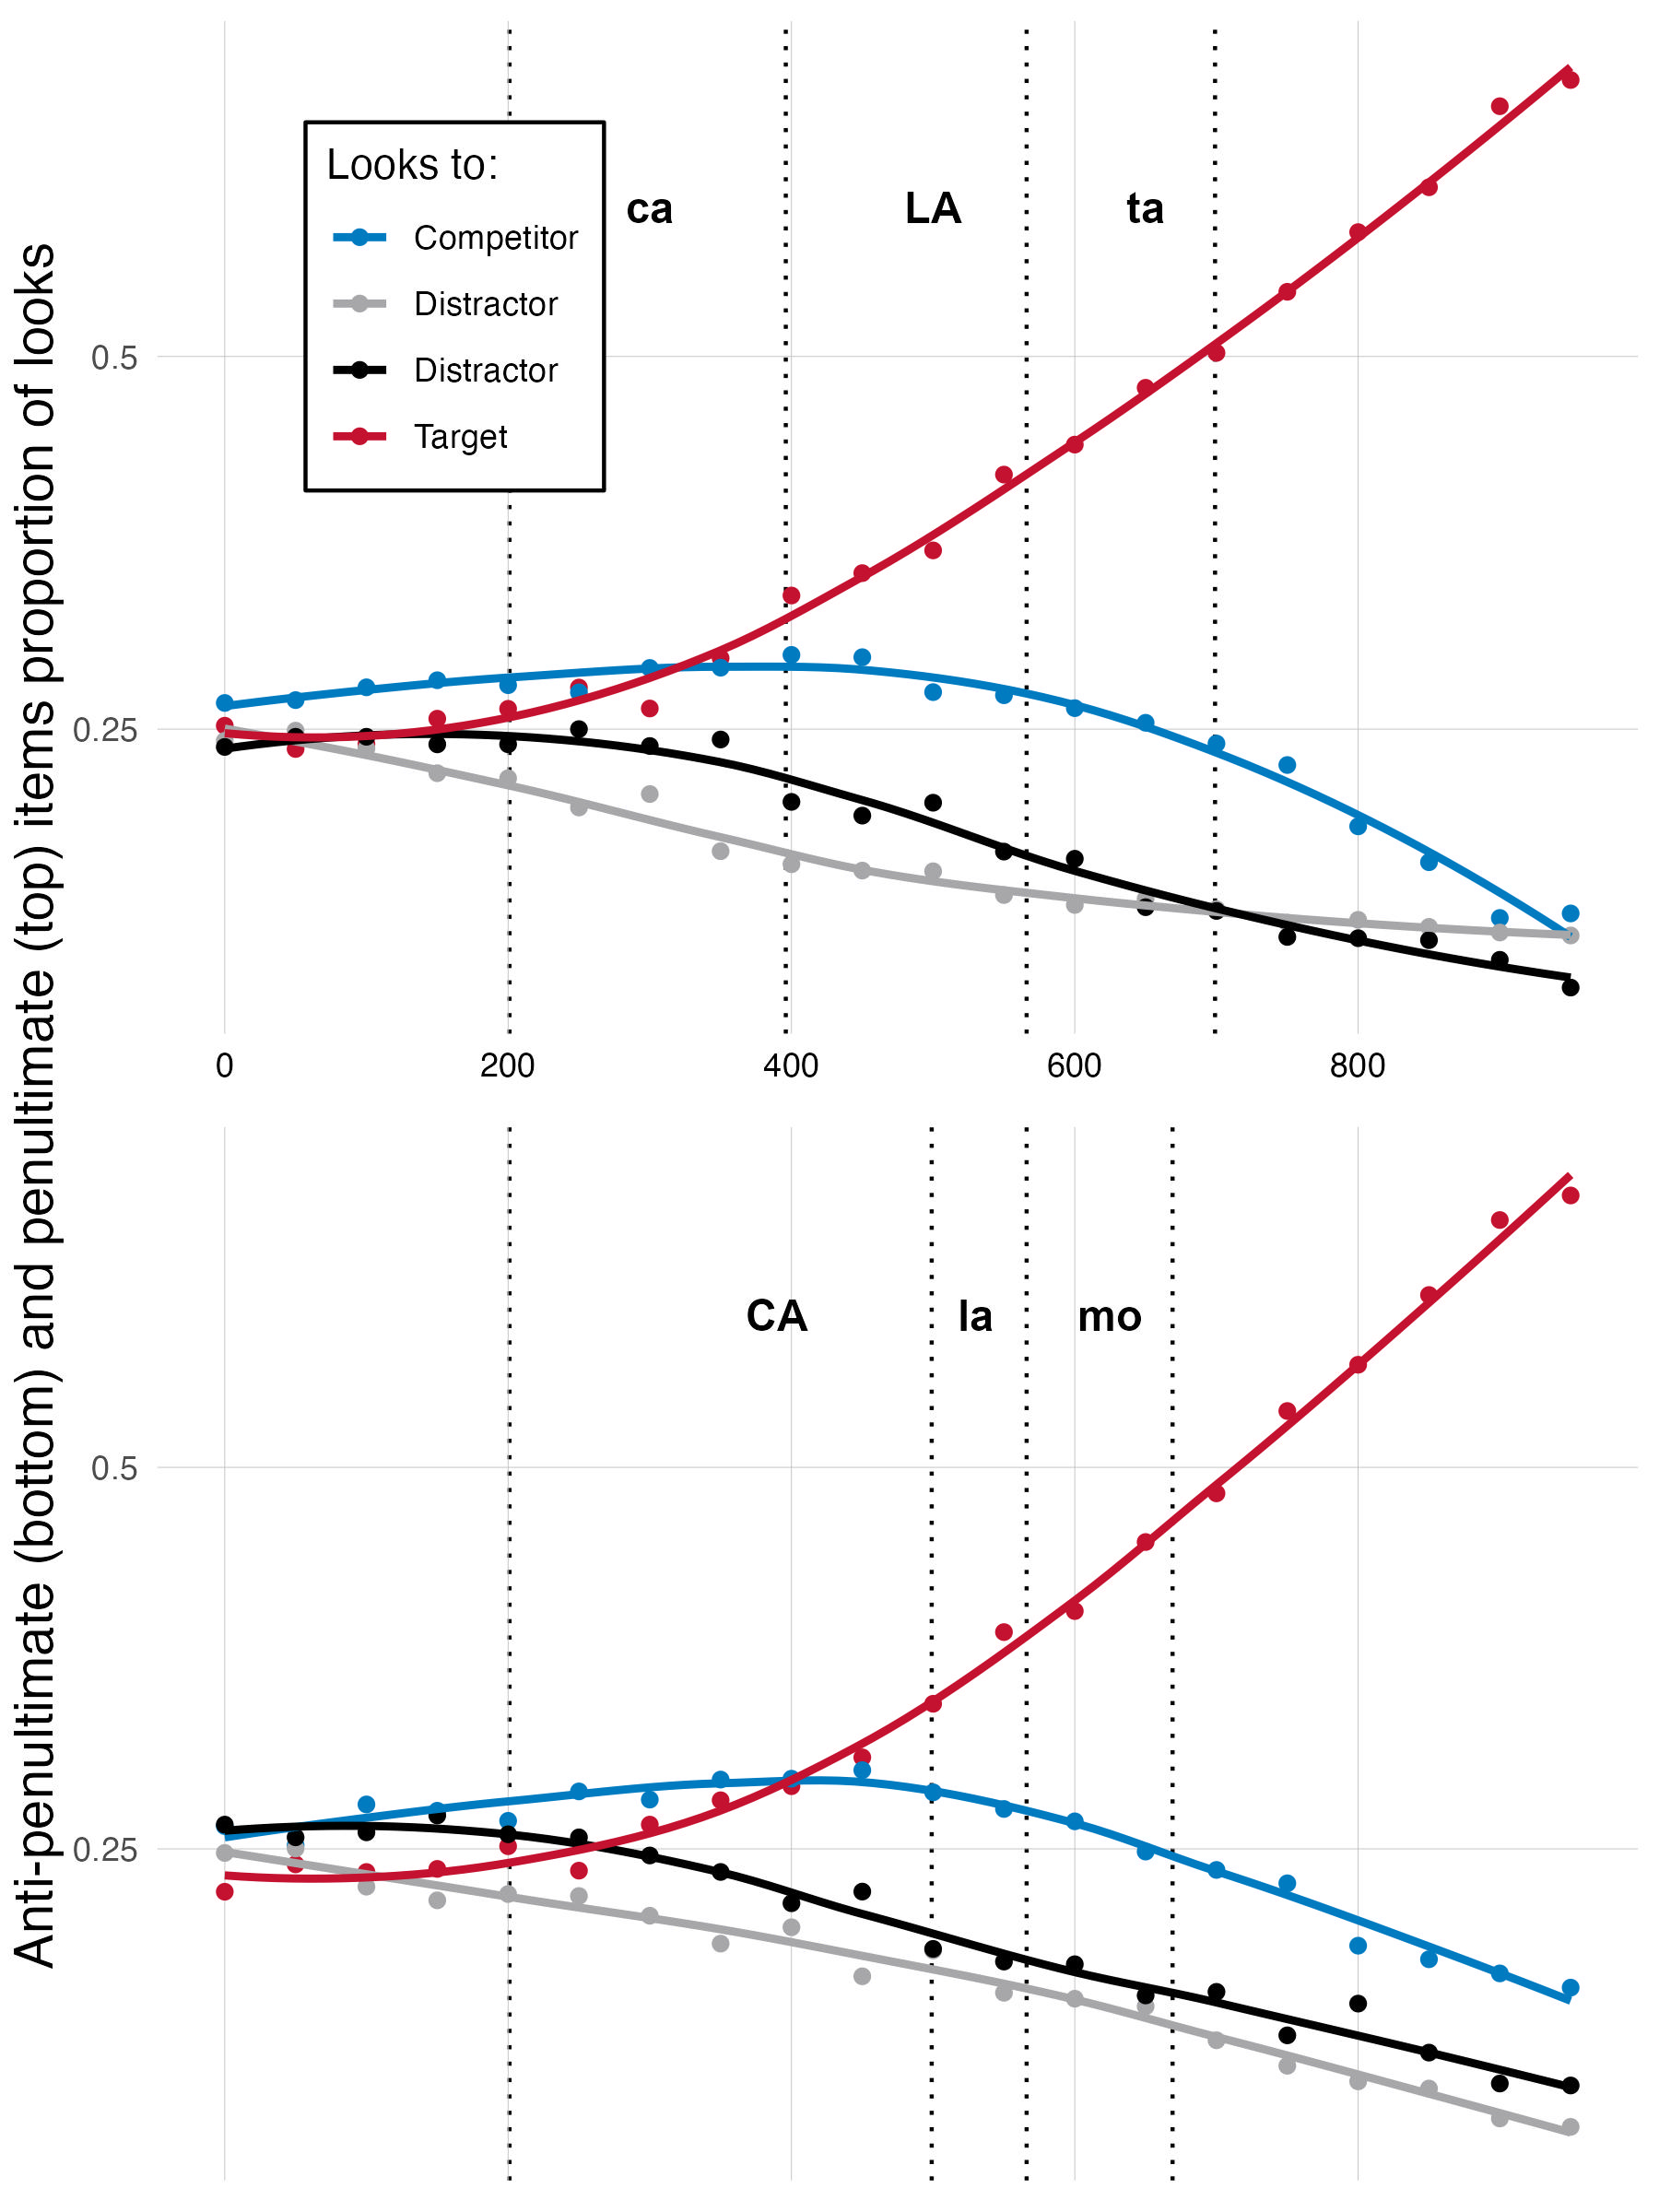 Anti-penultimate (bottom) and penultimate (top) items proportion of looks
Looks to:
Competitor
Distractor
Distractor
Target
ca LA ta
0.5
0.25
0 200 400 600 800
CA la mo
0.5
0.25